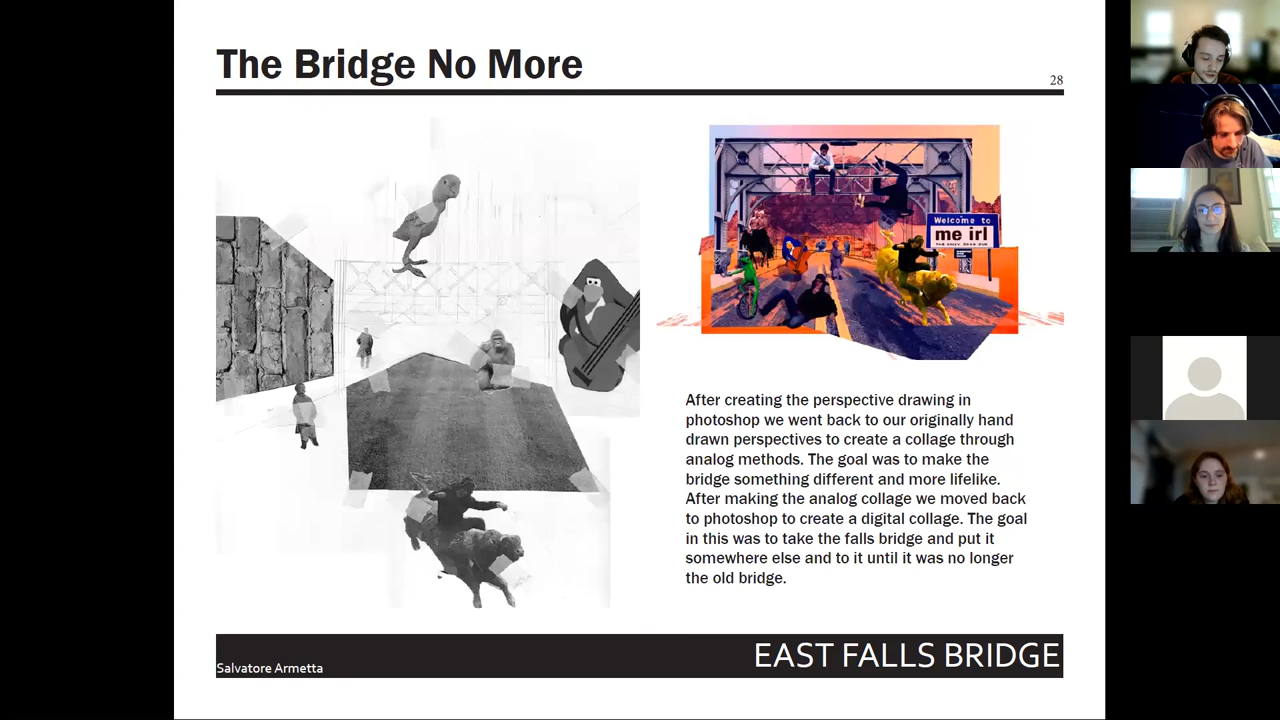 The Bridge No More
28
Welcome to
me irl
After creating the perspective drawing in
photoshop we went back to our originally hand
drawn perspectives to create a collage through
analog methods. The goal was to make the
bridge something different and more lifelike.
After making the analog collage we moved back
to photoshop to create a digital collage. The goal
in this was to take the falls bridge and put it
somewhere else and to it until it was no longer
the old bridge.
Salvatore Armetta
EAST FALLS BRIDGE